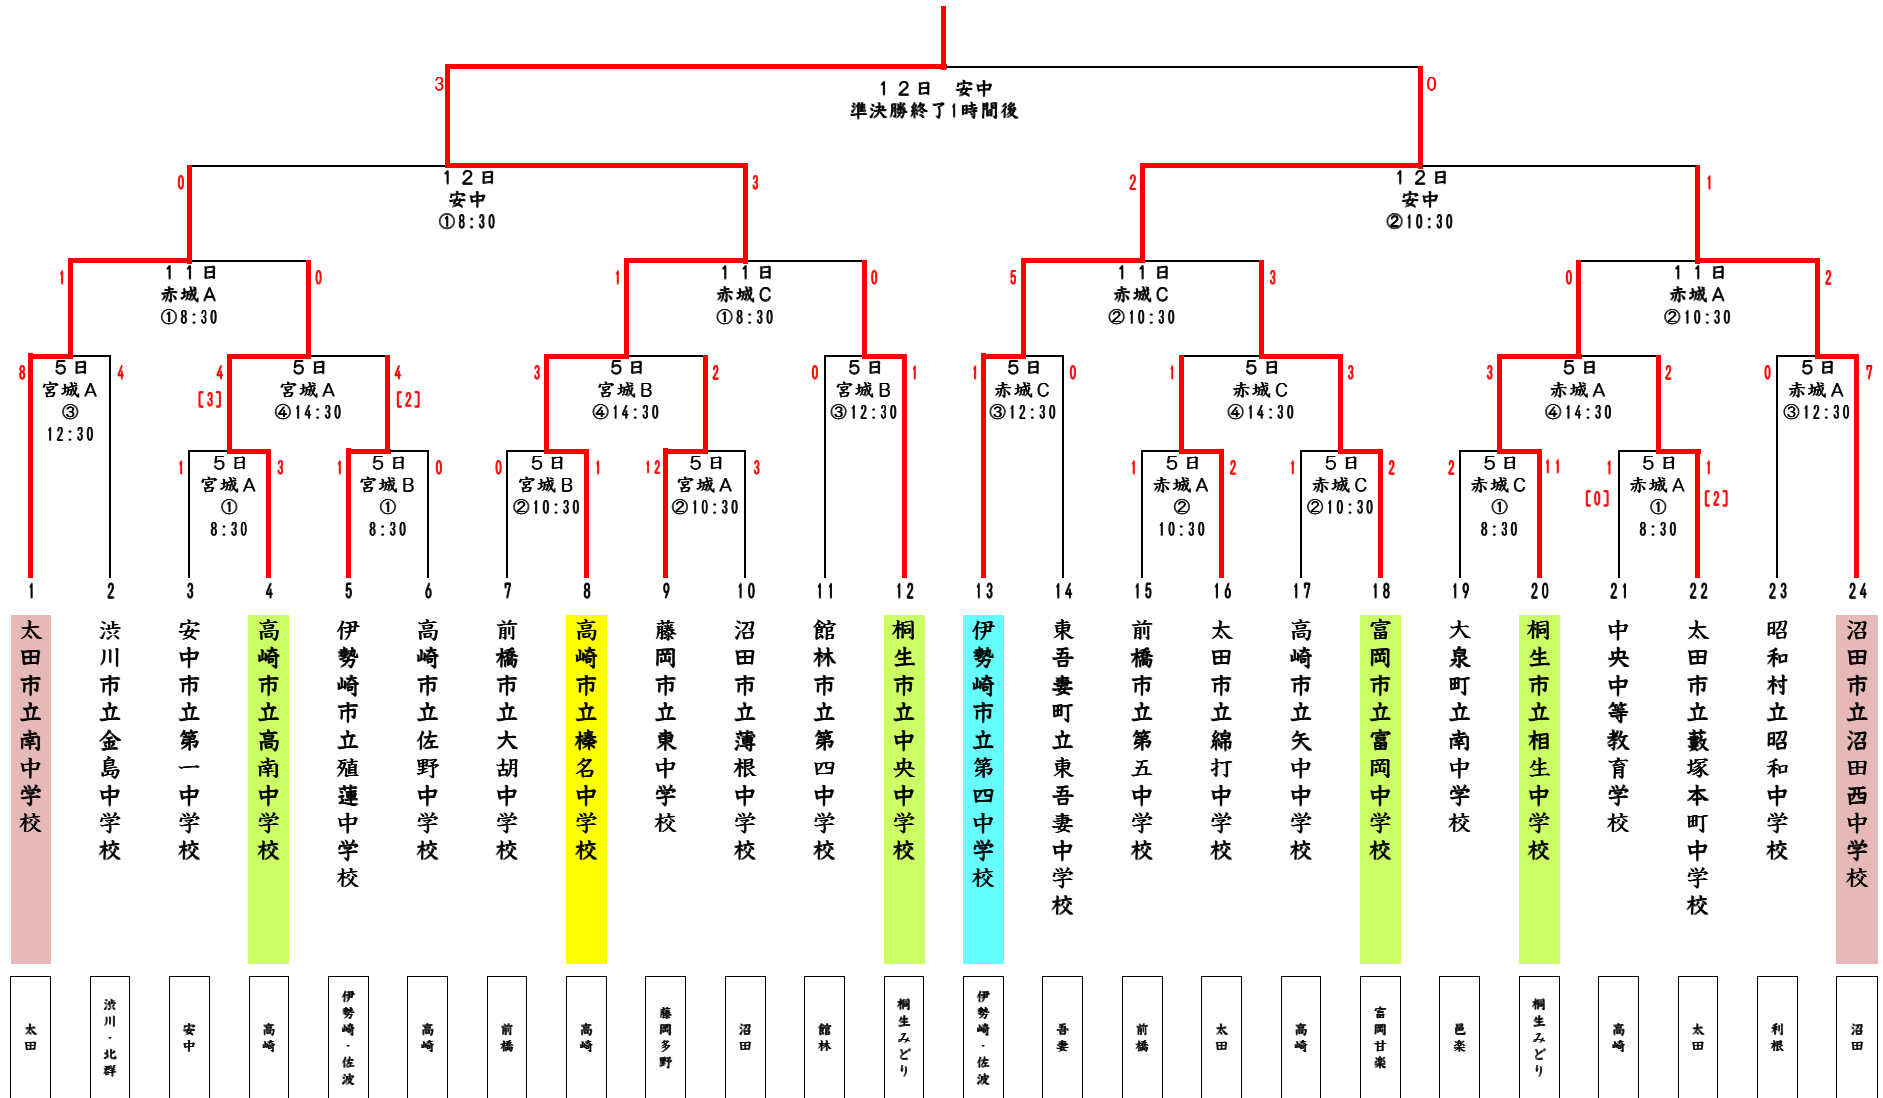 3
１２日　安中
準決勝終了1時間後
0
0
１２日
安中
①8:30
3
2
１２日
安中
②10:30
1
1
１１日
赤城Ａ
①8:30
0
1
１１日
赤城Ｃ
①8:30
0
5
１１日
赤城Ｃ
②10:30
3
0
１１日
赤城Ａ
②10:30
2
8
５日
宮城Ａ
③
12:30
4
4
[3]
５日
宮城Ａ
④14:30
4
[2]
3
５日
宮城Ｂ
④14:30
2
0
５日
宮城Ｂ
③12:30
1
1
５日
赤城Ｃ
③12:30
0
1
５日
赤城Ｃ
④14:30
3
3
５日
赤城Ａ
④14:30
2
0
５日
赤城Ａ
③12:30
7
1
５日
宮城Ａ
①
8:30
3
1
５日
宮城Ｂ
①
8:30
0
0
５日
宮城Ｂ
②10:30
1
12
５日
宮城Ａ
②10:30
3
1
５日
赤城Ａ
②
10:30
2
1
５日
赤城Ｃ
②10:30
2
2
５日
赤城Ｃ
①
8:30
11
1
[0]
５日
赤城Ａ
①
8:30
1
[2]
1 2 3 4 5 6 7 8 9 10 11 12 13 14 15 16 17 18 19 20 21 22 23 24
太田市立南中学校
渋川市立金島中学校
安中市立第一中学校
高崎市立高南中学校
伊勢崎市立殖蓮中学校
高崎市立佐野中学校
前橋市立大胡中学校
高崎市立榛名中学校
藤岡市立東中学校
沼田市立薄根中学校
館林市立第四中学校
桐生市立中央中学校
伊勢崎市立第四中学校
東吾妻町立東吾妻中学校
前橋市立第五中学校
太田市立綿打中学校
高崎市立矢中中学校
富岡市立富岡中学校
大泉町立南中学校
桐生市立相生中学校
中央中等教育学校
太田市立藪塚本町中学校
昭和村立昭和中学校
沼田市立沼田西中学校
太田
渋川・北群
安中
高崎
伊勢崎・佐波
高崎
前橋
高崎
藤岡多野
沼田
館林
桐生みどり
伊勢崎・佐波
吾妻
前橋
太田
高崎
富岡甘楽
邑楽
桐生みどり
高崎
太田
利根
沼田